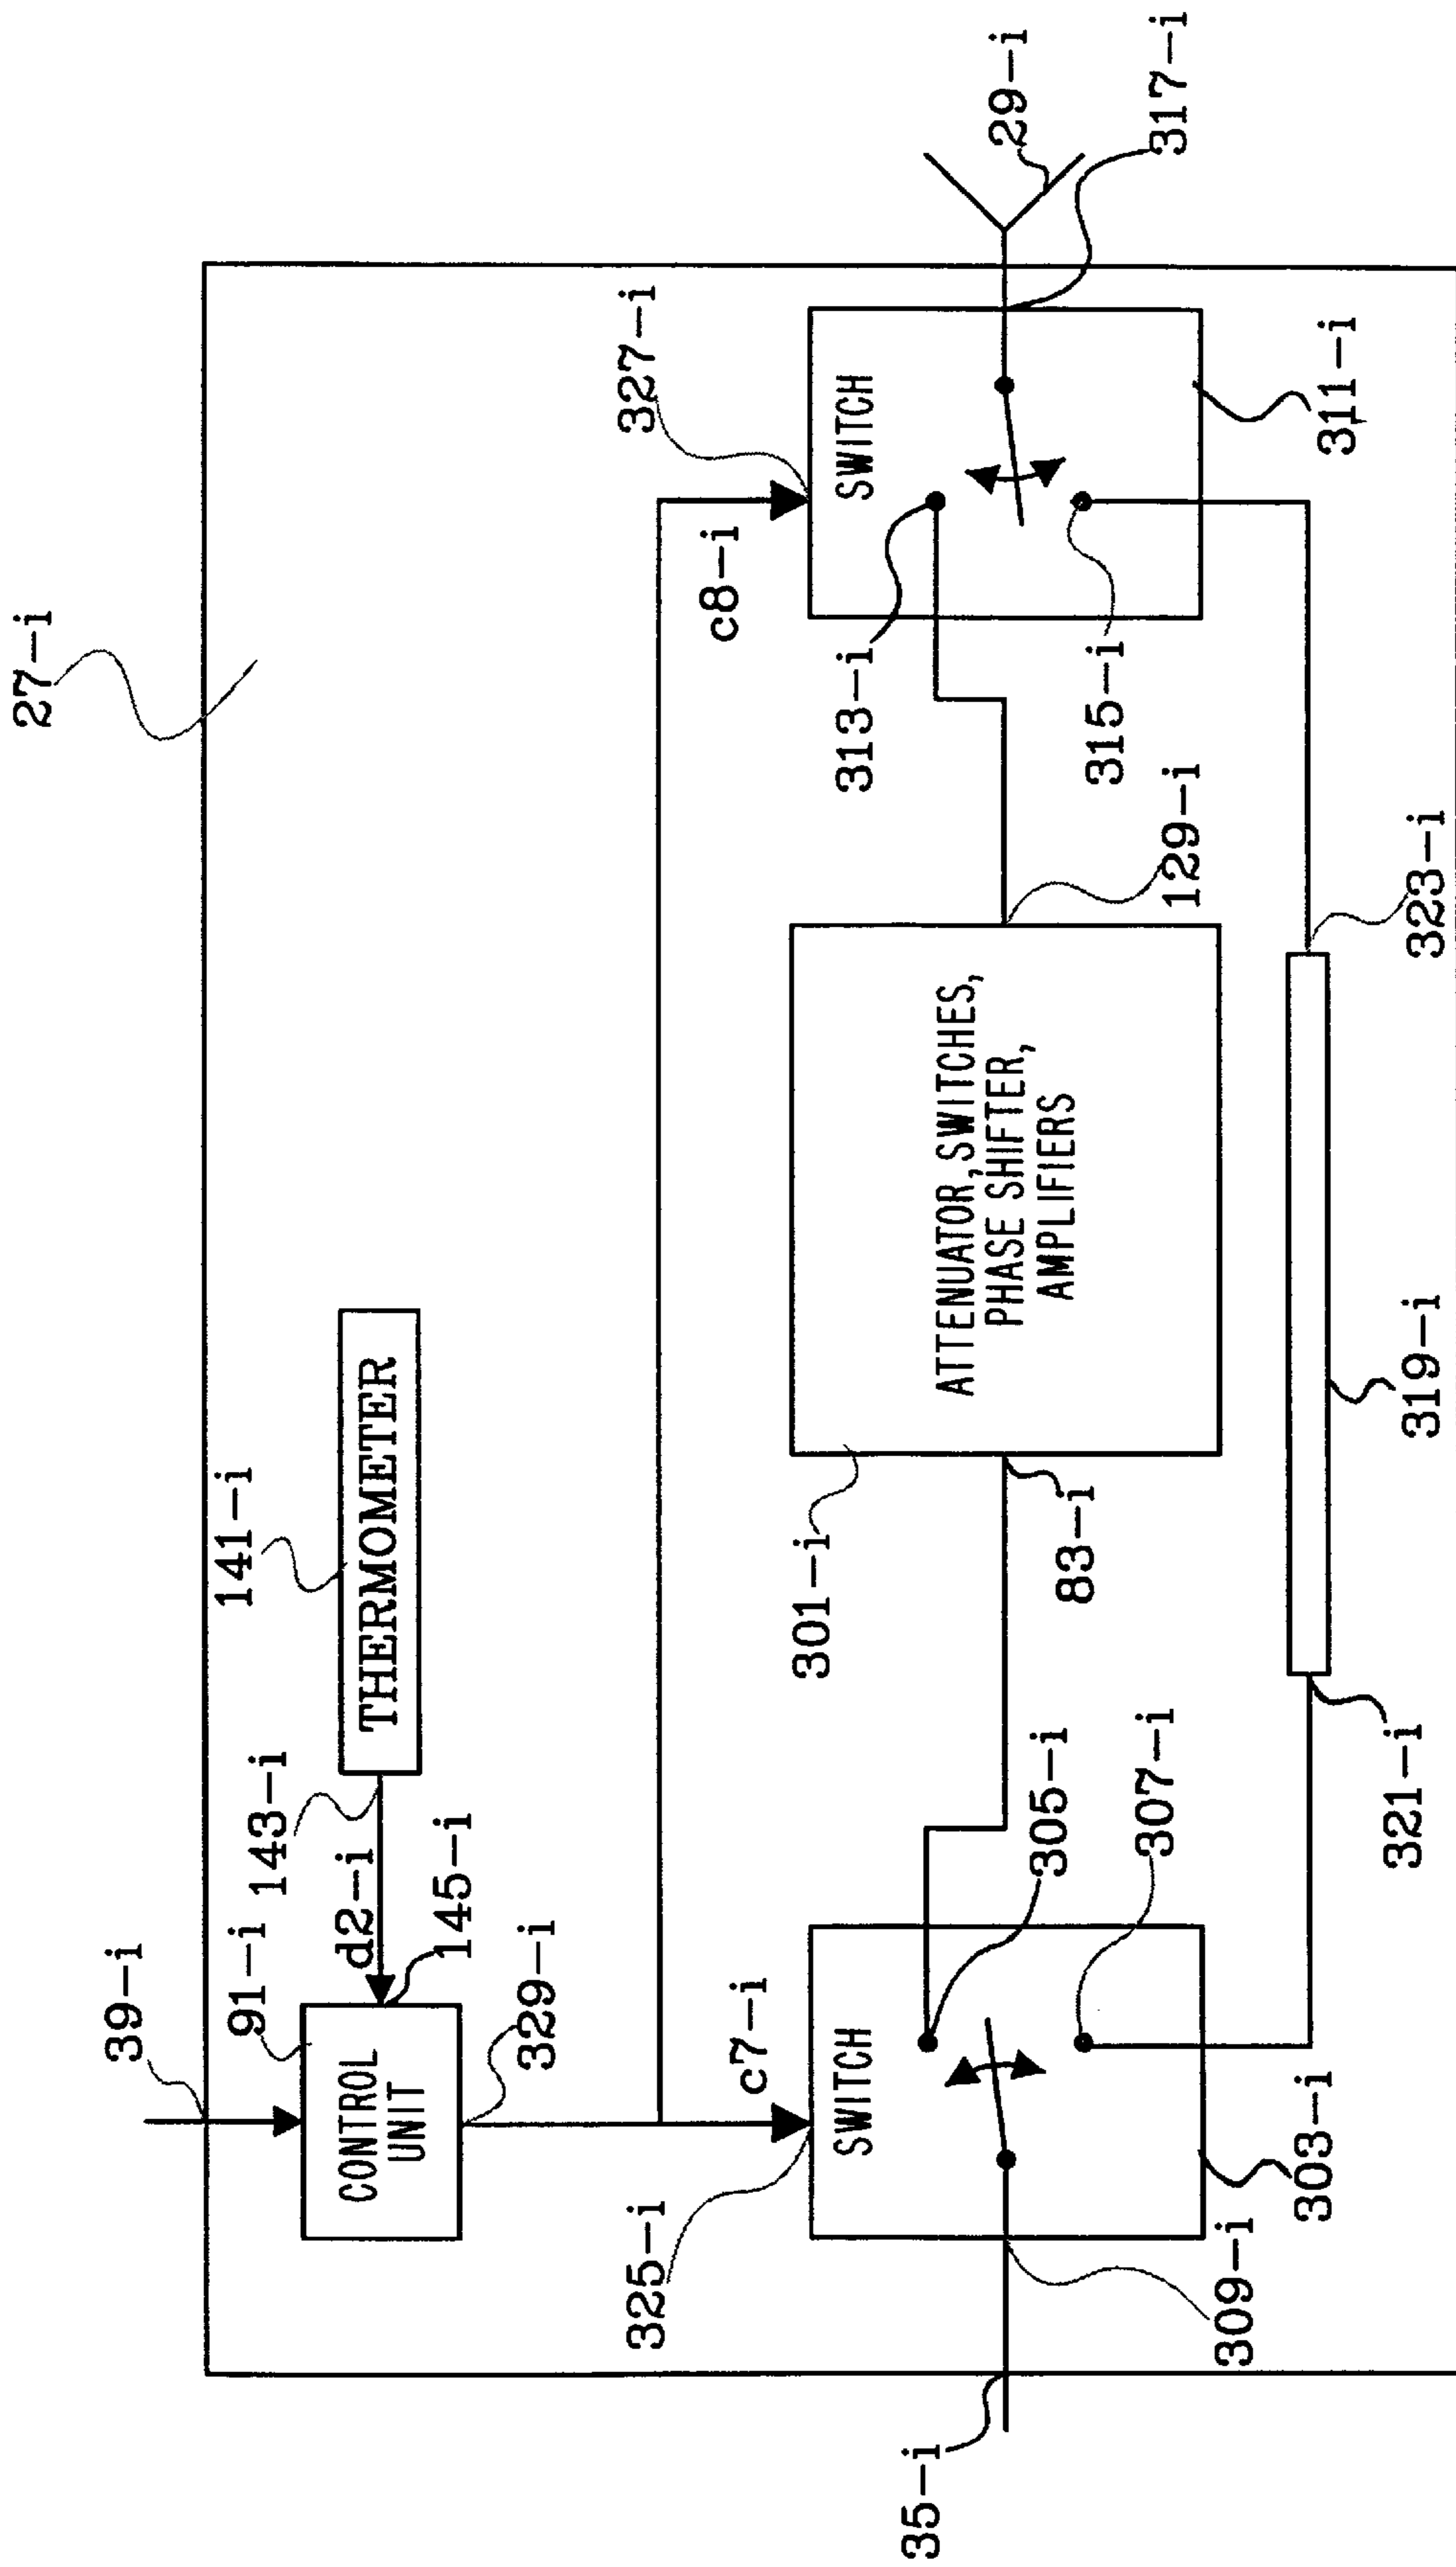 27-i
39-i
91-i
CONTROL
UNIT
d2-i
143-i
145-i
141-i
THERMOMETER
329-i
c7-i
c8-i
325-i
327-i
SWITCH
303-i
305-i
307-i
309-i
35-i
301-i
83-i
ATTENUATOR,SWITCHES,
PHASE SHIFTER,
AMPLIFIERS
129-i
SWITCH
311-i
313-i
315-i
317-i
29-i
321-i
319-i
323-i